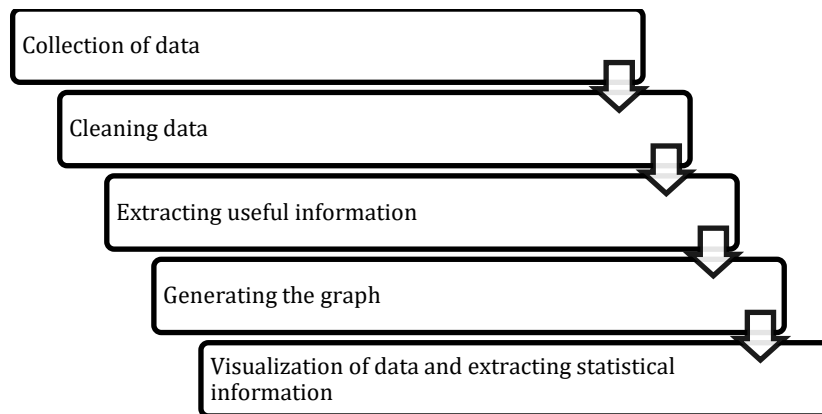 Collection of data
Cleaning data
Extracting useful information
Generating the graph
Visualization of data and extracting statistical
information